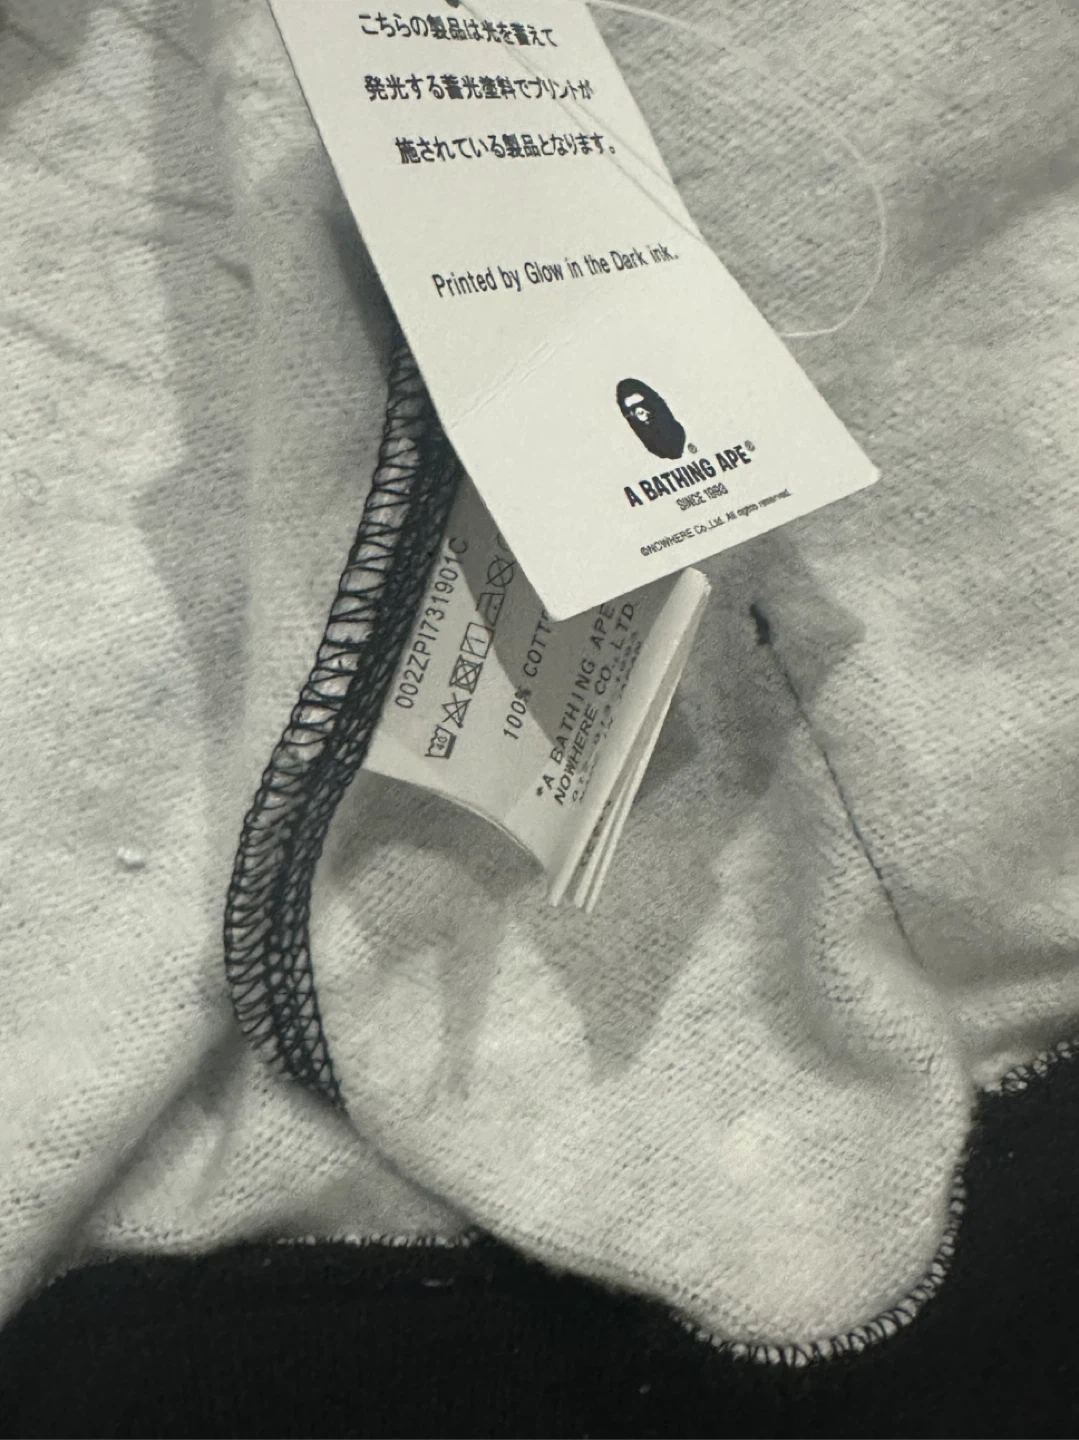 こちらの製品は光を蓄えて
発光する蓄光塗料でプリントが
施されている製品となります。
Printed by Glow in the Dark ink.
A BATHING APE®
SINCE 1993
©NOWHERE Co.,Ltd. All rights reserved.
002ZPI731901C
40
100% COTT
*A BATHING APE
NOWHERE CO., LTD.